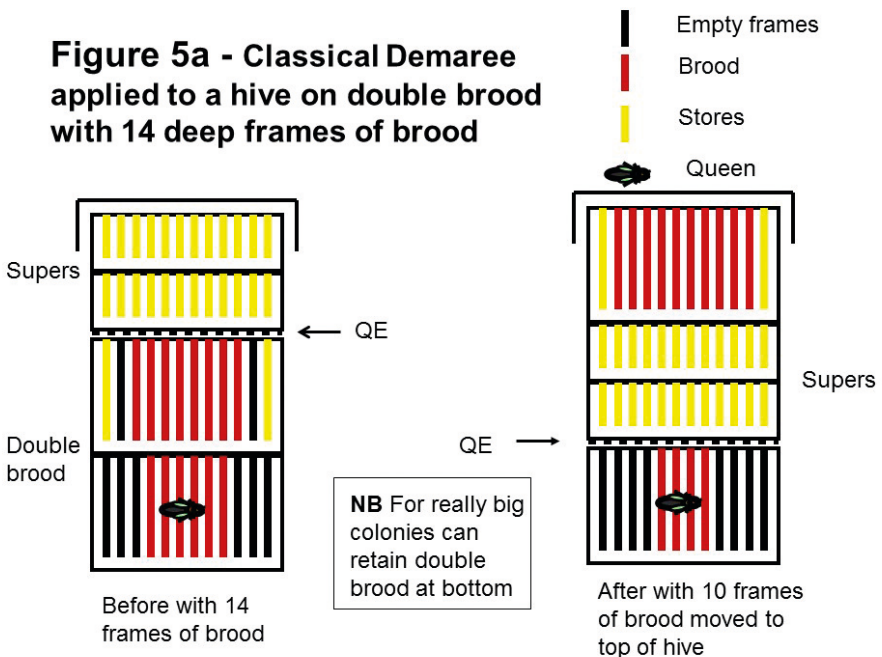 Figure 5a - Classical Demaree
applied to a hive on double brood
with 14 deep frames of brood
Empty frames
Brood
Stores
Queen
Supers
QE
Double
brood
Before with 14
frames of brood
NB For really big
colonies can
retain double
brood at bottom
QE
Supers
After with 10 frames
of brood moved to
top of hive